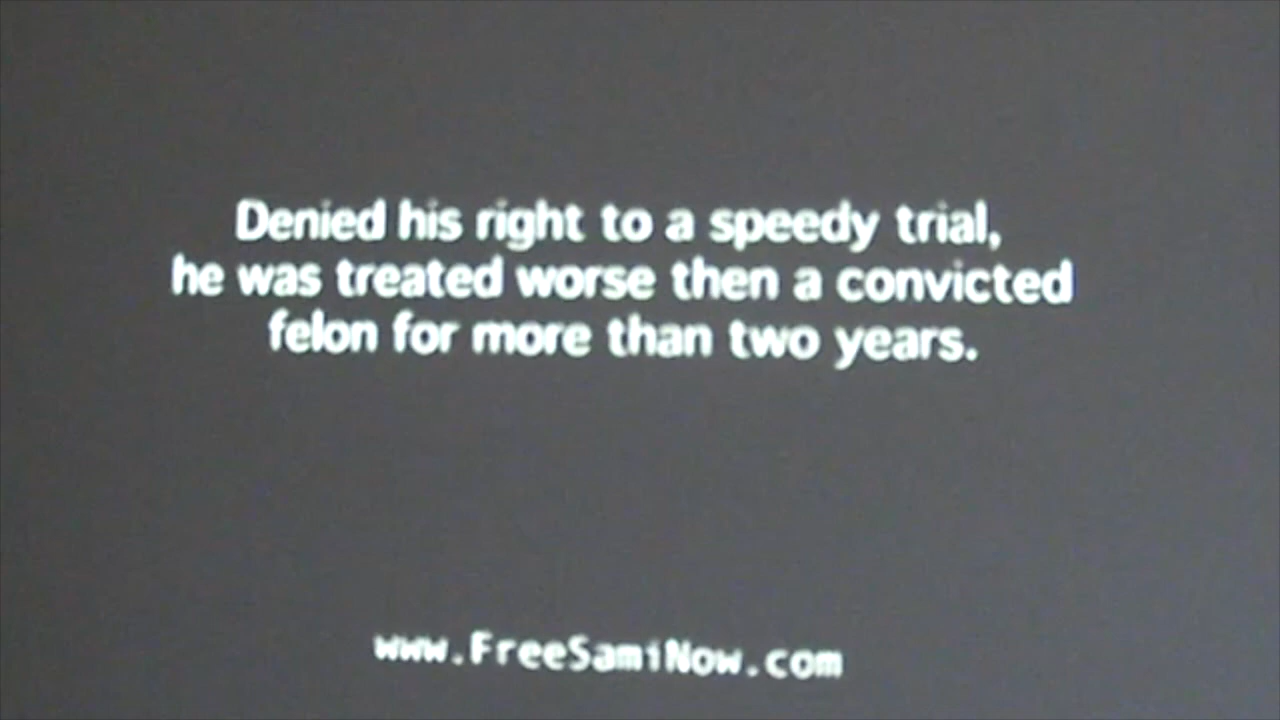 Denied his right to a speedy trial,
he was treated worse then a convicted
felon for more than two years.
www.FreeSamiNow.com